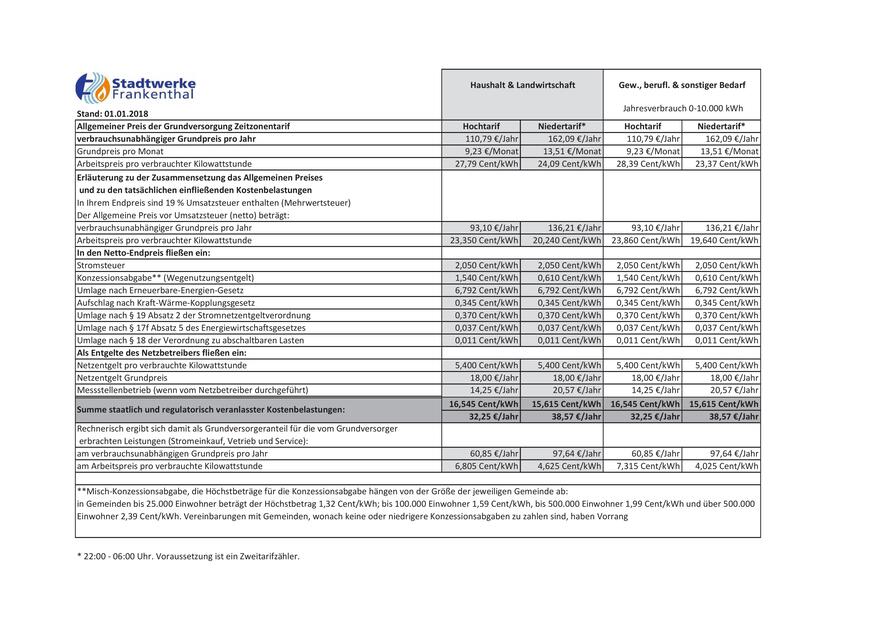 Stadtwerke
Frankenthal
Haushalt & Landwirtschaft Gew., berufl. & sonstiger Bedarf
Jahresverbrauch 0-10.000 kWh
Stand: 01.01.2018
Allgemeiner Preis der Grundversorgung Zeitzonentarif Hochtarif Niedertarif* Hochtarif Niedertarif*
verbrauchsunabhängiger Grundpreis pro Jahr 110,79 €/Jahr 162,09 €/Jahr 110,79 €/Jahr 162,09 €/Jahr
Grundpreis pro Monat 9,23 €/Monat 13,51 €/Monat 9,23 €/Monat 13,51 €/Monat
Arbeitspreis pro verbrauchter Kilowattstunde 27,79 Cent/kWh 24,09 Cent/kWh 28,39 Cent/kWh 23,37 Cent/kWh
Erläuterung zu der Zusammensetzung das Allgemeinen Preises
und zu den tatsächlichen einfließenden Kostenbelastungen
In Ihrem Endpreis sind 19 % Umsatzsteuer enthalten (Mehrwertsteuer)
Der Allgemeine Preis vor Umsatzsteuer (netto) beträgt:
verbrauchsunabhängiger Grundpreis pro Jahr 93,10 €/Jahr 136,21 €/Jahr 93,10 €/Jahr 136,21 €/Jahr
Arbeitspreis pro verbrauchter Kilowattstunde 23,350 Cent/kWh 20,240 Cent/kWh 23,860 Cent/kWh 19,640 Cent/kWh
In den Netto-Endpreis fließen ein:
Stromsteuer 2,050 Cent/kWh 2,050 Cent/kWh 2,050 Cent/kWh 2,050 Cent/kWh
Konzessionsabgabe** (Wegenutzungsentgelt) 1,540 Cent/kWh 0,610 Cent/kWh 1,540 Cent/kWh 0,610 Cent/kWh
Umlage nach Erneuerbare-Energien-Gesetz 6,792 Cent/kWh 6,792 Cent/kWh 6,792 Cent/kWh 6,792 Cent/kWh
Aufschlag nach Kraft-Wärme-Kopplungsgesetz 0,345 Cent/kWh 0,345 Cent/kWh 0,345 Cent/kWh 0,345 Cent/kWh
Umlage nach § 19 Absatz 2 der Stromnetzentgeltverordnung 0,370 Cent/kWh 0,370 Cent/kWh 0,370 Cent/kWh 0,370 Cent/kWh
Umlage nach § 17f Absatz 5 des Energiewirtschaftsgesetzes 0,037 Cent/kWh 0,037 Cent/kWh 0,037 Cent/kWh 0,037 Cent/kWh
Umlage nach § 18 der Verordnung zu abschaltbaren Lasten 0,011 Cent/kWh 0,011 Cent/kWh 0,011 Cent/kWh 0,011 Cent/kWh
Als Entgelte des Netzbetreibers fließen ein:
Netzentgelt pro verbrauchte Kilowattstunde 5,400 Cent/kWh 5,400 Cent/kWh 5,400 Cent/kWh 5,400 Cent/kWh
Netzentgelt Grundpreis 18,00 €/Jahr 18,00 €/Jahr 18,00 €/Jahr 18,00 €/Jahr
Messstellenbetrieb (wenn vom Netzbetreiber durchgeführt) 14,25 €/Jahr 20,57 €/Jahr 14,25 €/Jahr 20,57 €/Jahr
Summe staatlich und regulatorisch veranlasster Kostenbelastungen: 16,545 Cent/kWh 15,615 Cent/kWh 16,545 Cent/kWh 15,615 Cent/kWh
32,25 €/Jahr 38,57 €/Jahr 32,25 €/Jahr 38,57 €/Jahr
Rechnerisch ergibt sich damit als Grundversorgeranteil für die vom Grundversorger
erbrachten Leistungen (Stromeinkauf, Vetrieb und Service):
am verbrauchsunabhängigen Grundpreis pro Jahr 60,85 €/Jahr 97,64 €/Jahr 60,85 €/Jahr 97,64 €/Jahr
am Arbeitspreis pro verbrauchte Kilowattstunde 6,805 Cent/kWh 4,625 Cent/kWh 7,315 Cent/kWh 4,025 Cent/kWh
**Misch-Konzessionsabgabe, die Höchstbeträge für die Konzessionsabgabe hängen von der Größe der jeweiligen Gemeinde ab:
in Gemeinden bis 25.000 Einwohner beträgt der Höchstbetrag 1,32 Cent/kWh; bis 100.000 Einwohner 1,59 Cent/kWh, bis 500.000 Einwohner 1,99 Cent/kWh und über 500.000
Einwohner 2,39 Cent/kWh. Vereinbarungen mit Gemeinden, wonach keine oder niedrigere Konzessionsabgaben zu zahlen sind, haben Vorrang
* 22:00 - 06:00 Uhr. Voraussetzung ist ein Zweitarifzähler.